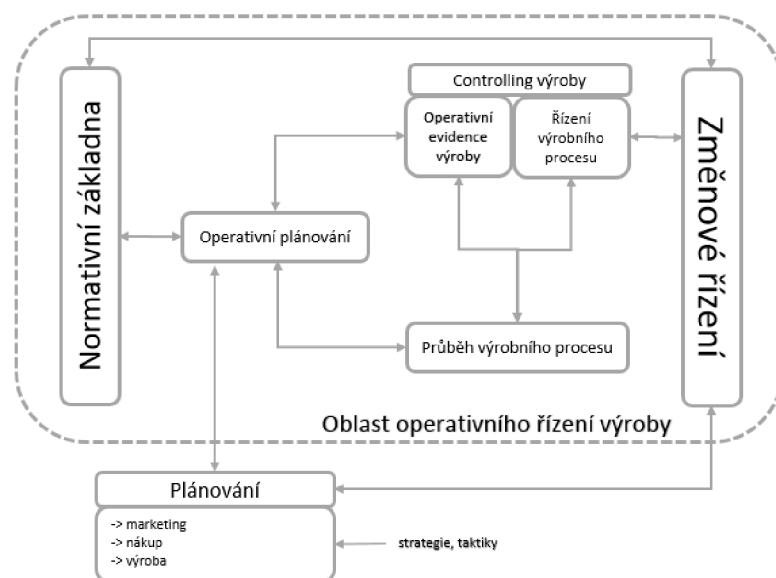 Normativní základna
Controlling výroby
Operativní
evidence
výroby
Řízení
výrobního
procesu
Změnové řízení
Operativní plánování
Průběh výrobního procesu
Oblast operativního řízení výroby
Plánování
-> marketing
-> nákup
-> výroba
strategie, taktiky